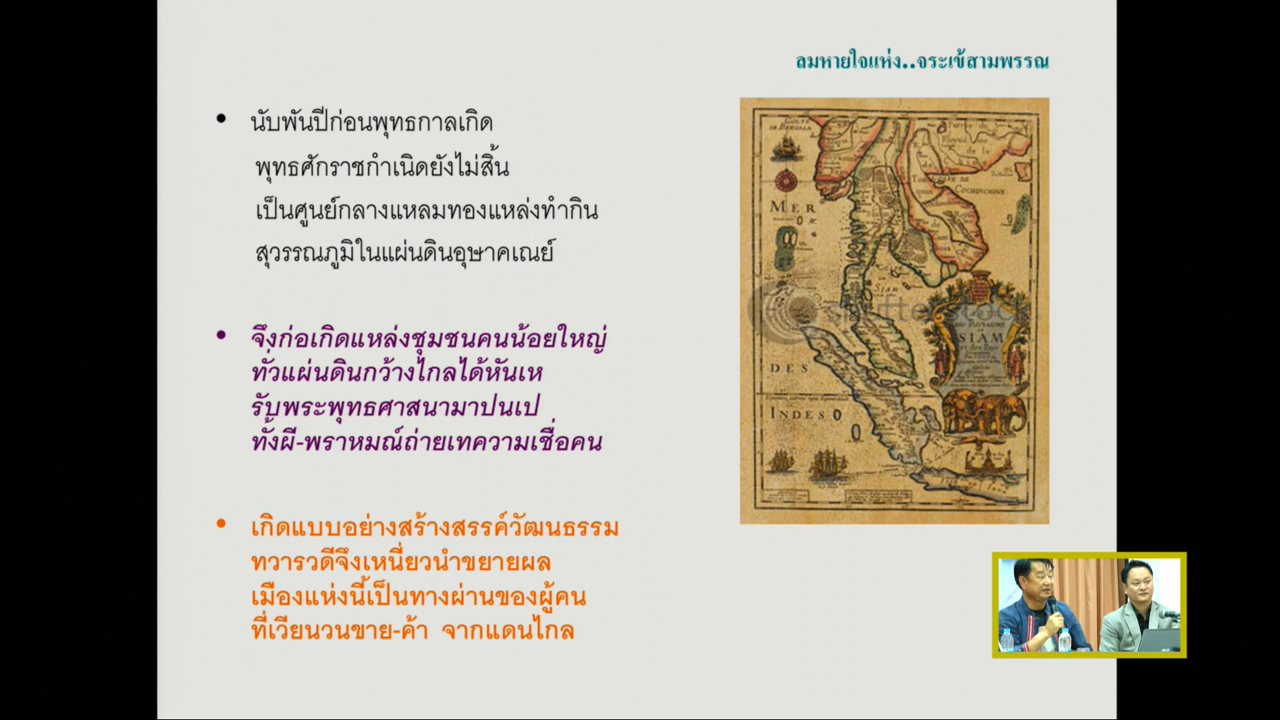 ลมหายใจแห่ง..จระเข้สามพรรณ
• นับพันปีก่อนพุทธกาลเกิด
พุทธศักราชกำเนิดยังไม่สิ้น
เป็นศูนย์กลางแหลมทองแหล่งทำกิน
สุวรรณภูมิในแผ่นดินอุษาคเณย์
• จึงก่อเกิดแหล่งชุมชนคนน้อยใหญ่
ทั่วแผ่นดินกว้างไกลได้หันเห
รับพระพุทธศาสนามาปนเป
ทั้งผี-พราหมณ์ถ่ายเทความเชื่อคน
• เกิดแบบอย่างสร้างสรรค์วัฒนธรรม
ทวารวดีจึงเหนี่ยวนำขยายผล
เมืองแห่งนี้เป็นทางผ่านของผู้คน
ที่เวียนวนขาย-ค้า จากแดนไกล
GOLFE
DE BENGALA
COCHINCHINE
MER
SIAM
DES
INDES
SIAM